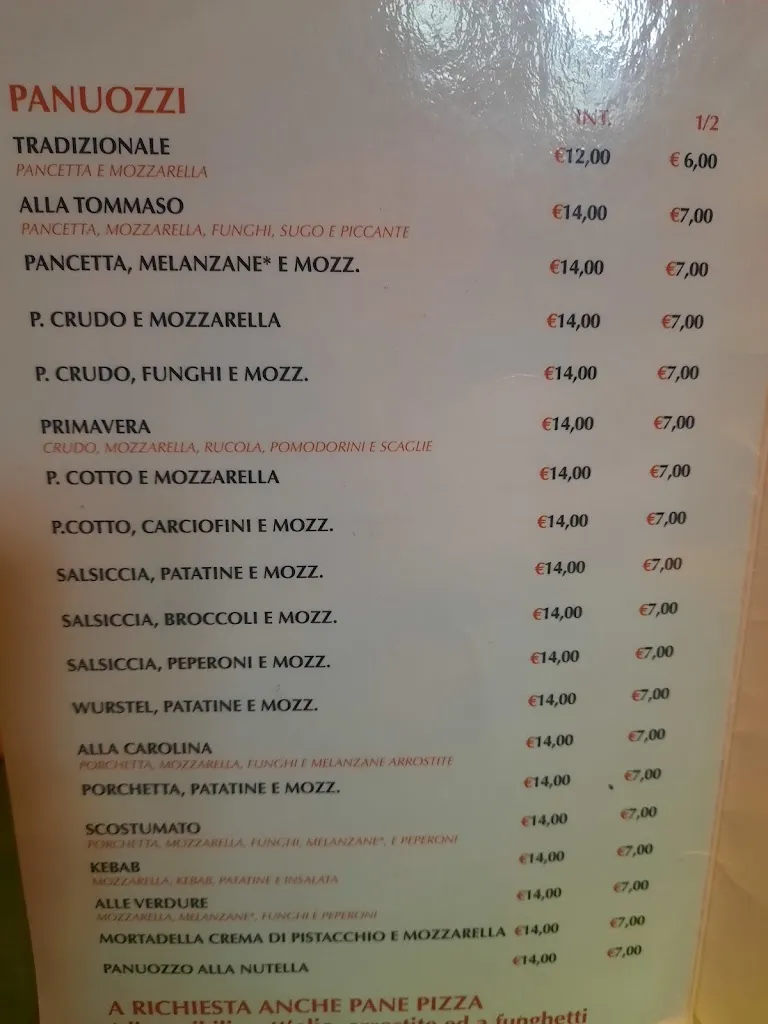 PANUOZZI
INT. 1/2
TRADIZIONALE €12,00 € 6,00
PANCETTA E MOZZARELLA
ALLA TOMMASO €14,00 €7,00
PANCETTA, MOZZARELLA, FUNGHI, SUGO E PICCANTE
PANCETTA, MELANZANE* E MOZZ. €14,00 €7,00
P. CRUDO E MOZZARELLA €14,00 €7,00
P. CRUDO, FUNGHI E MOZZ. €14,00 €7,00
PRIMAVERA €14,00 €7,00
CRUDO, MOZZARELLA, RUCOLA, POMODORINI E SCAGLIE
P. COTTO E MOZZARELLA €14,00 €7,00
P.COTTO, CARCIOFINI E MOZZ. €14,00 €7,00
SALSICCIA, PATATINE E MOZZ. €14,00 €7,00
SALSICCIA, BROCCOLI E MOZZ. €14,00 €7,00
SALSICCIA, PEPERONI E MOZZ. €14,00 €7,00
WURSTEL, PATATINE E MOZZ. €14,00 €7,00
ALLA CAROLINA €14,00 €7,00
PORCHETTA, MOZZARELLA, FUNGHI E MELANZANE ARROSTITE
PORCHETTA, PATATINE E MOZZ. €14,00 €7,00
SCOSTUMATO €14,00 €7,00
PORCHETTA, MOZZARELLA, FUNGHI, MELANZANE*, E PEPERONI
KEBAB €14,00 €7,00
MOZZARELLA, KEBAB, PATATINE E INSALATA
ALLE VERDURE €14,00 €7,00
MOZZARELLA, MELANZANE*, FUNGHI E PEPERONI
MORTADELLA CREMA DI PISTACCHIO E MOZZARELLA €14,00 €7,00
PANUOZZO ALLA NUTELLA €14,00 €7,00
A RICHIESTA ANCHE PANE PIZZA
ed a funghetti